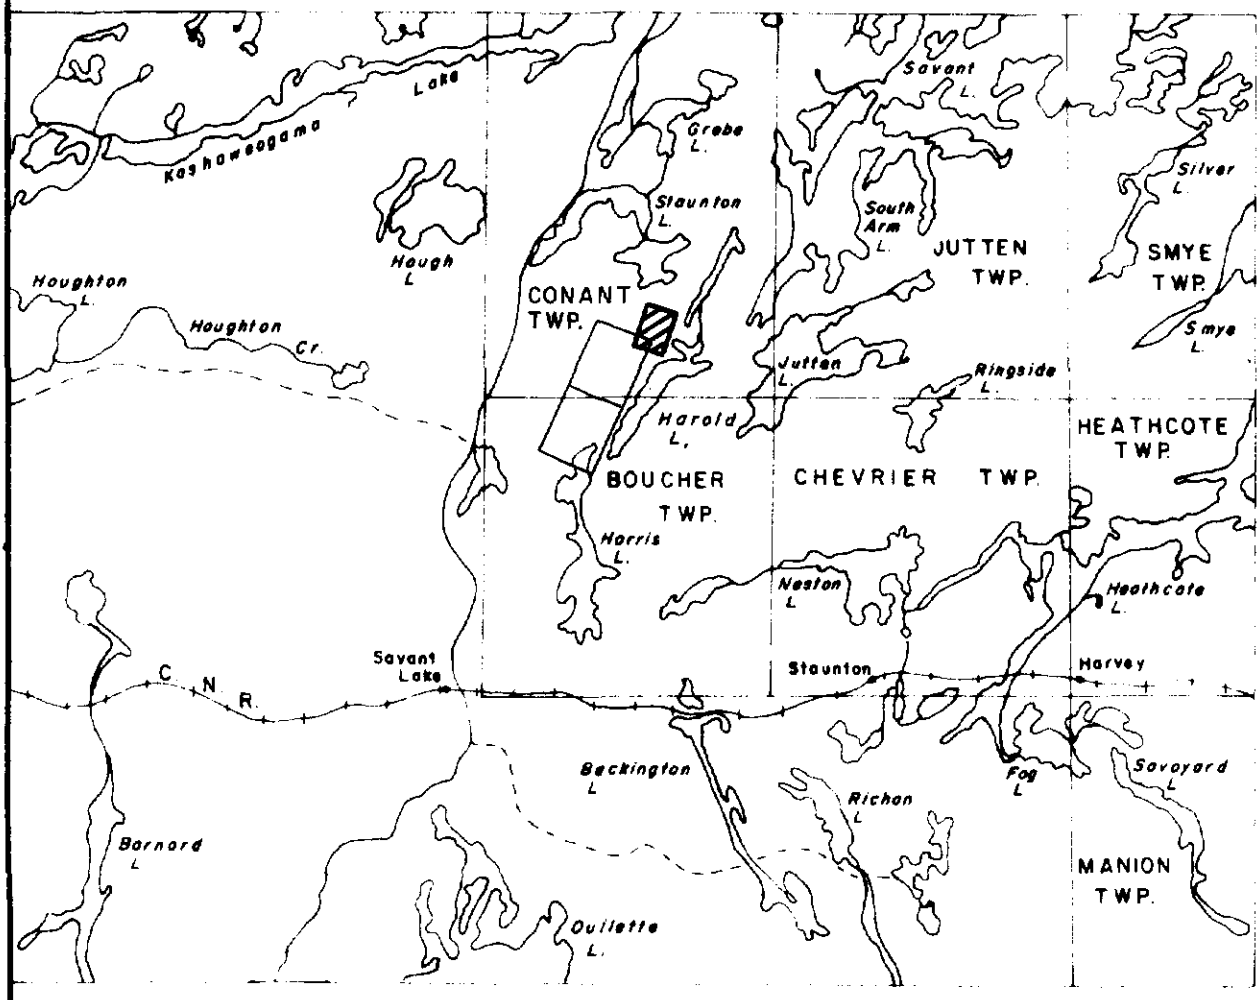 Kashaweogama Lake
Savant
L.
Grebe
L.
Silver
L.
Staunton
L.
South
Arm
L.
JUTTEN
TWP.
SMYE
TWP.
Hough
L
Houghton
L.
CONANT
TWP.
Houghton Cr.
Smye
L.
Jutten
L.
Ringside
L.
Harold
L,
HEATHCOTE
TWP.
BOUCHER
TWP.
CHEVRIER TWP.
Harris
L.
Neston
L
Heathcote
L.
Savant
Lake
Staunton
Harvey
C. N. R.
Beckington
L
Fog
L
Savoyard
L
Richan
L
Barnard
L
MANION
TWP.
Ouilette
L.